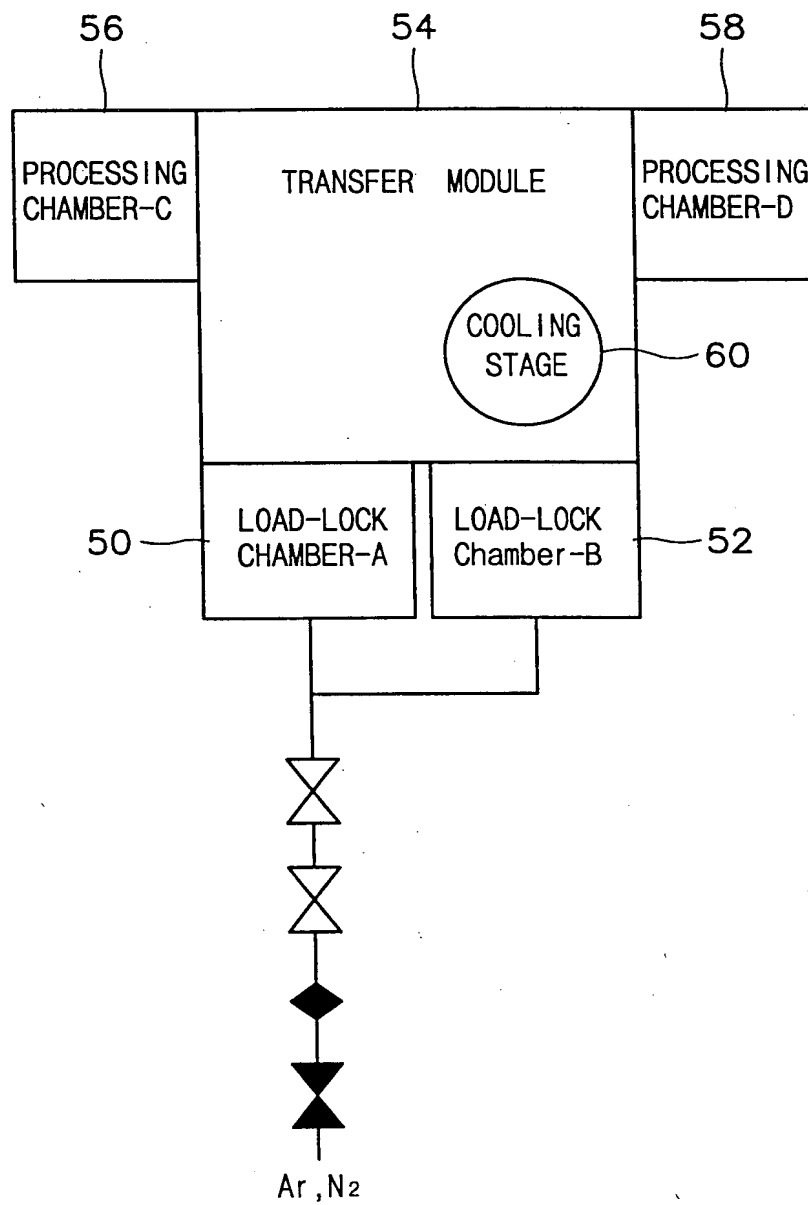 56
54
58
PROCESSING
CHAMBER-C
TRANSFER MODULE
PROCESSING
CHAMBER-D
COOLING
STAGE
60
50
LOAD-LOCK
CHAMBER-A
LOAD-LOCK
Chamber-B
52
Ar,N2